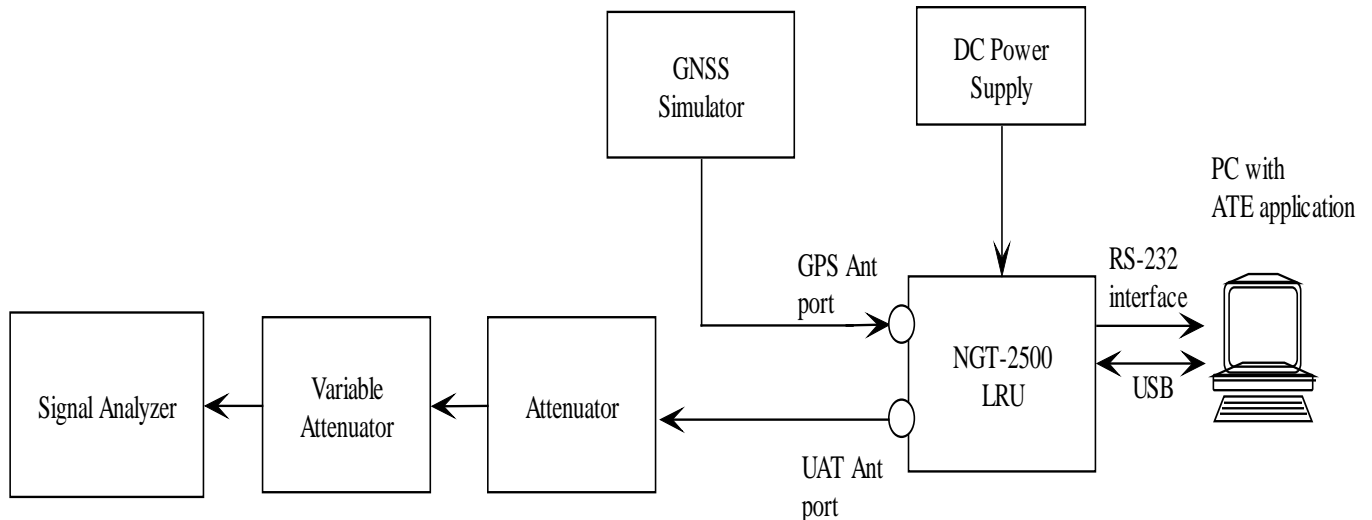 GNSS
Simulator
DC Power
Supply
PC with
ATE application
GPS Ant
port
RS-232
interface
NGT-2500
LRU
USB
Signal Analyzer
Variable
Attenuator
Attenuator
UAT Ant
port